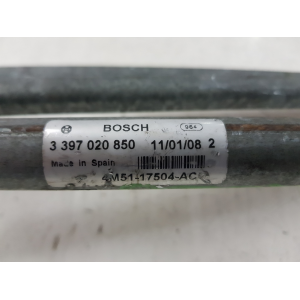 BOSCH
3 397 020 850 11/01/08 2
Made in Spain
4M51-17504-AC